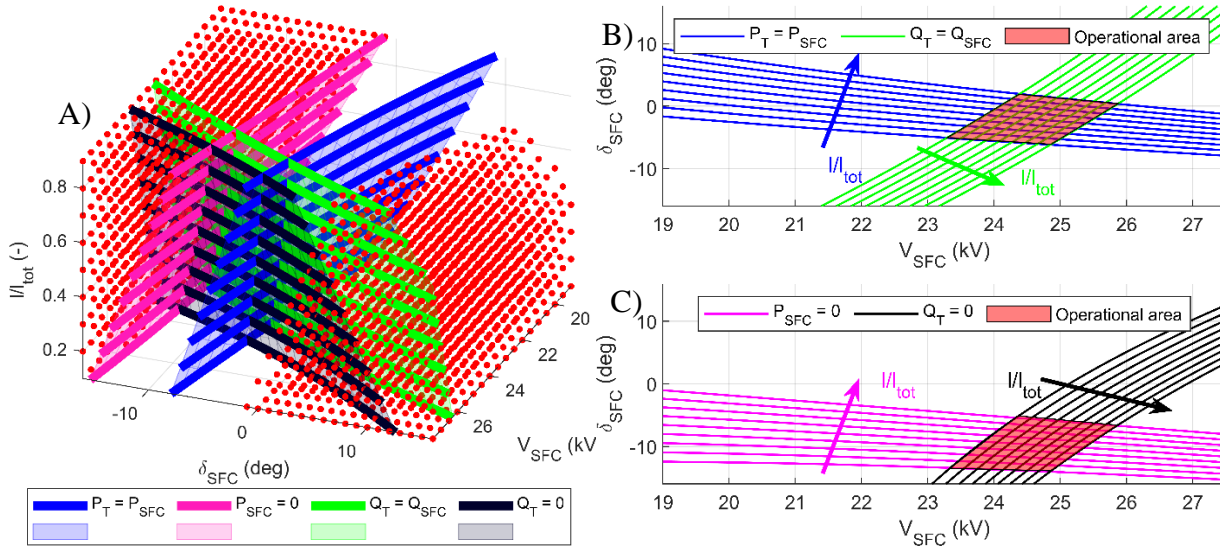 A)
I/I_tot (-)
0.8
0.6
0.4
0.2
-10
0
10
δ_SFC (deg)
20
22
24
26
V_SFC (kV
P_T = P_SFC
P_SFC = 0
Q_T = Q_SFC
Q_T = 0
B)
P_T = P_SFC
Q_T = Q_SFC
Operational area
δ_SFC (deg)
10
0
-10
I/I_tot
I/I_tot
19 20 21 22 23 24 25 26 27
V_SFC (kV)
C)
P_SFC = 0
Q_T = 0
Operational area
δ_SFC (deg)
10
0
-10
I/I_tot
I/I_tot
19 20 21 22 23 24 25 26 27
V_SFC (kV)